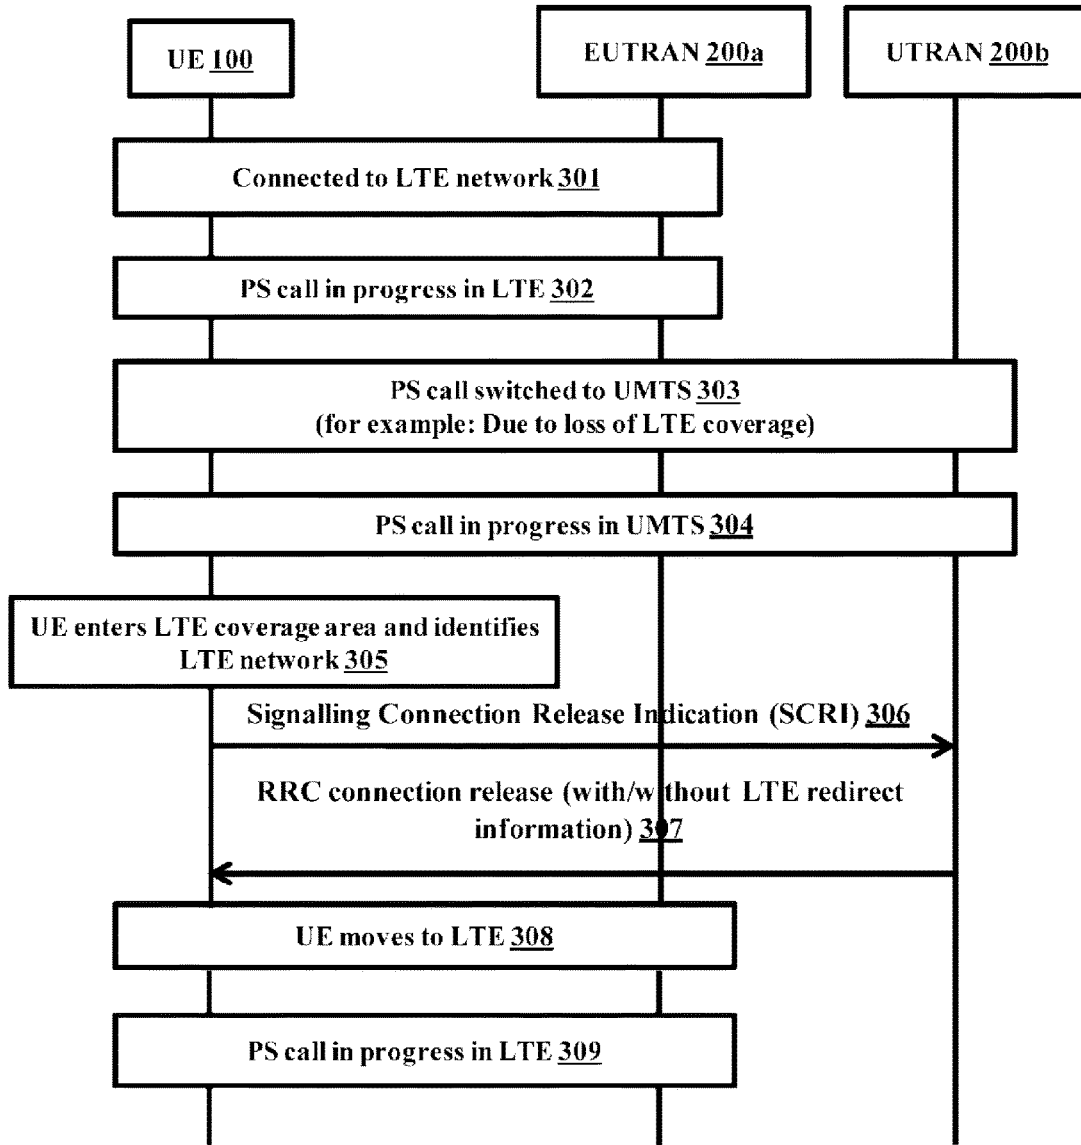 UE 100
EUTRAN 200a
UTRAN 200b
Connected to LTE network 301
PS call in progress in LTE 302
PS call switched to UMTS 303
(for example: Due to loss of LTE coverage)
PS call in progress in UMTS 304
UE enters LTE coverage area and identifies
LTE network 305
Signalling Connection Release Indication (SCRI) 306
RRC connection release (with/without LTE redirect
information) 307
UE moves to LTE 308
PS call in progress in LTE 309